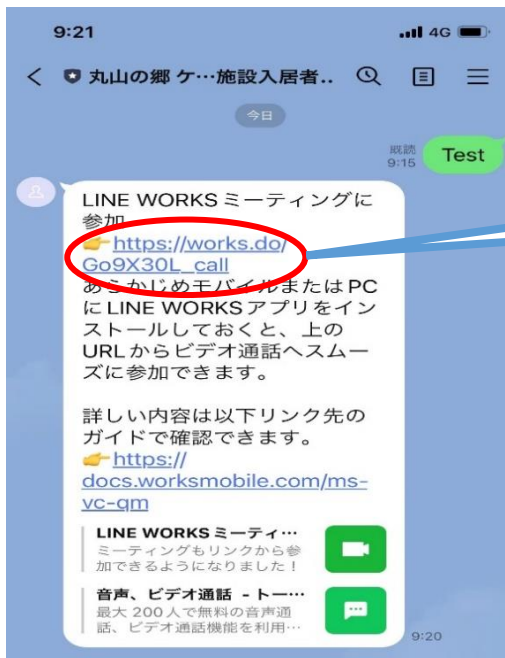 9:21
4G
丸山の郷 ケ…施設入居者..
今日
既読
9:15
Test
LINE WORKSミーティングに
参加
👉https://works.do/
Go9X30L_call
あらかじめモバイルまたはPC
にLINE WORKSアプリをイン
ストールしておくと、上の
URLからビデオ通話へスムー
ズに参加できます。
詳しい内容は以下リンク先の
ガイドで確認できます。
👉https://
docs.worksmobile.com/ms-
vc-qm
LINE WORKSミーティ…
ミーティングもリンクから参
加できるようになりました!
音声、ビデオ通話 - トー…
最大 200人で無料の音声通
話、ビデオ通話機能を利用…
9:20